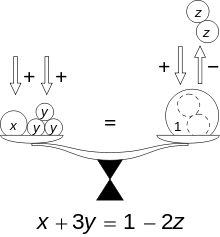 z
z
+ + + −
x y y y = 1
x + 3y = 1 − 2z